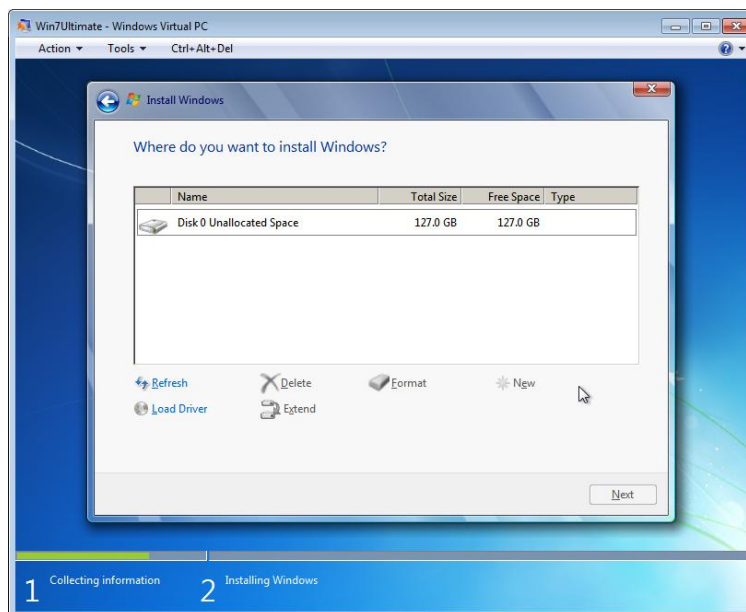 Win7Ultimate - Windows Virtual PC
Action Tools Ctrl+Alt+Del
Install Windows
Where do you want to install Windows?
Name Total Size Free Space Type
Disk 0 Unallocated Space 127.0 GB 127.0 GB
Refresh Delete Format New
Load Driver Extend
Next
1 Collecting information 2 Installing Windows